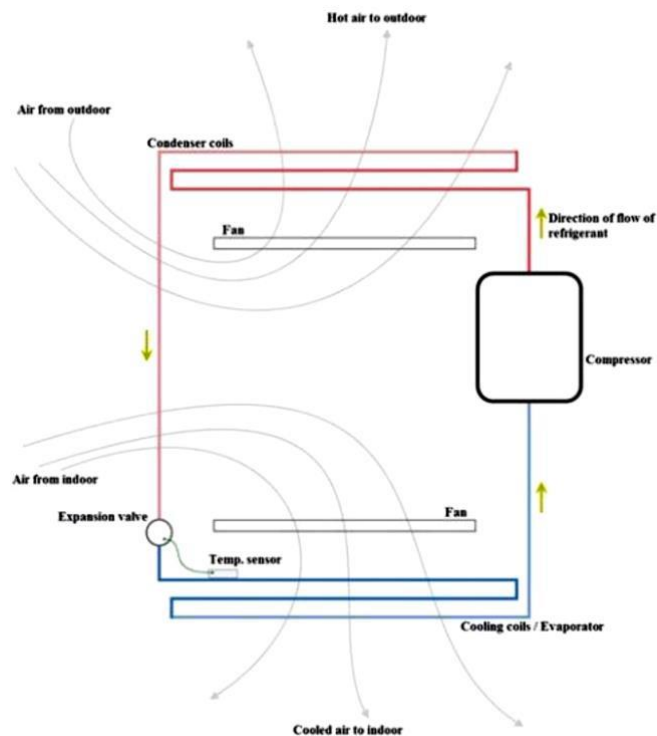 Hot air to outdoor
Air from outdoor
Condenser coils
Fan
Direction of flow of
refrigerant
Compressor
Air from indoor
Expansion valve
Fan
Temp. sensor
Cooling coils / Evaporator
Cooled air to indoor